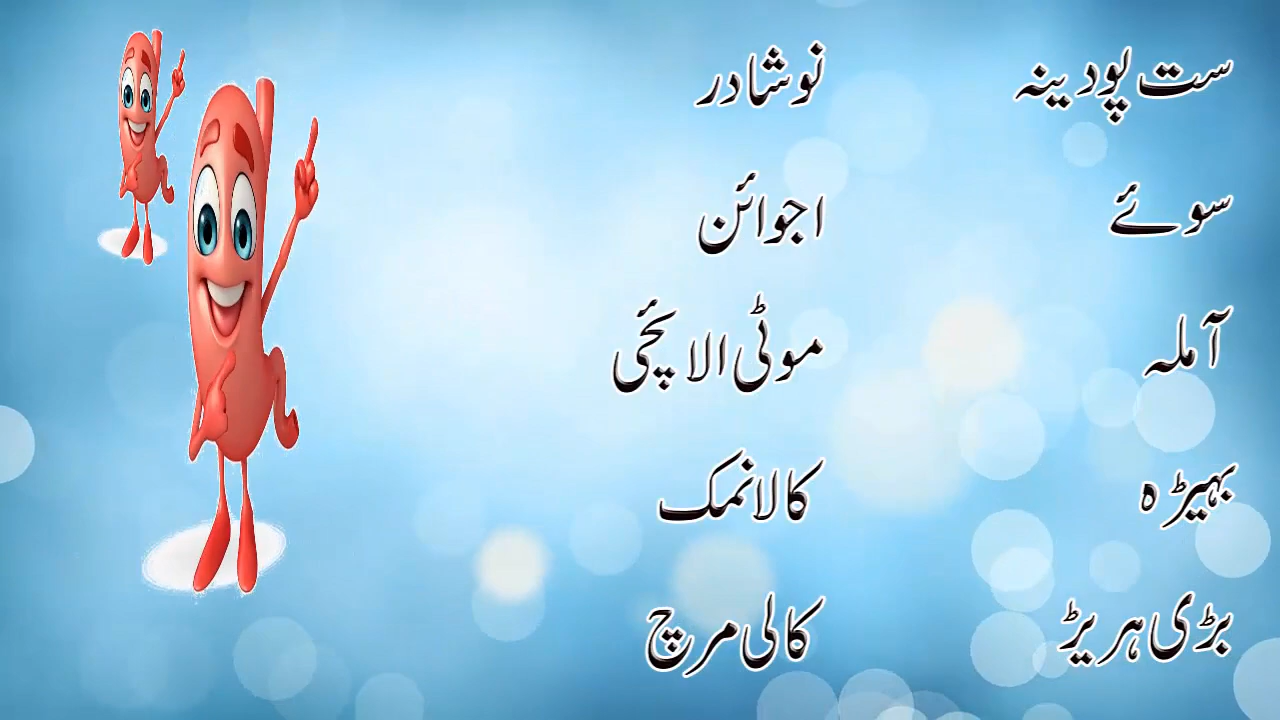 ست پودینہ
سوئے
آملہ
بہیڑہ
بڑی ہریڑ
نوشادر
اجوائن
موٹی الائچی
کالا نمک
کالی مرچ